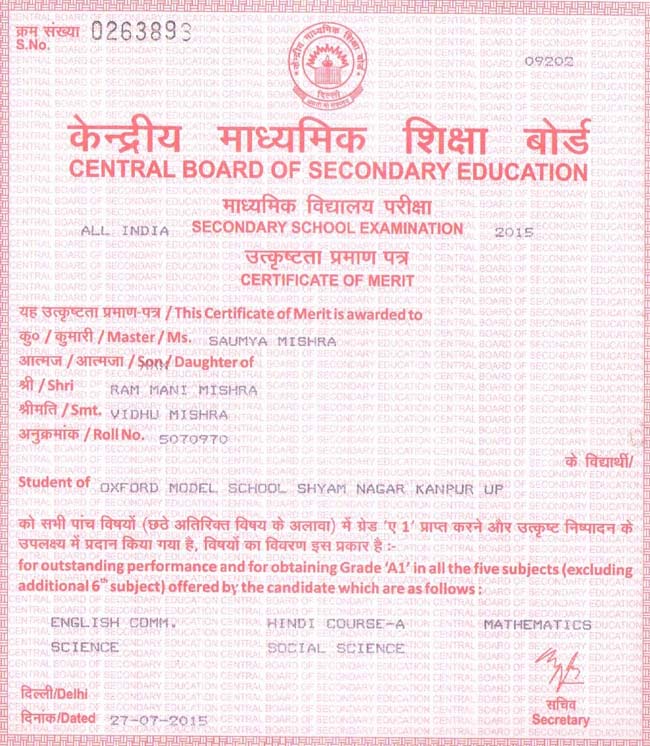 क्रम संख्या 0263893
S.No.
09202
केन्द्रीय माध्यमिक शिक्षा बोर्ड
दिल्ली
केन्द्रीय माध्यमिक शिक्षा बोर्ड
CENTRAL BOARD OF SECONDARY EDUCATION
माध्यमिक विद्यालय परीक्षा
ALL INDIA SECONDARY SCHOOL EXAMINATION 2015
उत्कृष्टता प्रमाण पत्र
CERTIFICATE OF MERIT
यह उत्कृष्टता प्रमाण-पत्र / This Certificate of Merit is awarded to
कु० / कुमारी / Master / Ms. SAUMYA MISHRA
आत्मज / आत्मजा / Son / Daughter of
श्री / Shri RAM MANI MISHRA
श्रीमति / Smt. VIDHU MISHRA
अनुक्रमांक / Roll No. 5070970
के विद्यार्थी/
Student of OXFORD MODEL SCHOOL SHYAM NAGAR KANPUR UP
को सभी पांच विषयों (छठे अतिरिक्त विषय के अलावा) में ग्रेड 'ए 1' प्राप्त करने और उत्कृष्ट निष्पादन के
उपलक्ष्य में प्रदान किया गया है, विषयों का विवरण इस प्रकार है :-
for outstanding performance and for obtaining Grade 'A1' in all the five subjects (excluding
additional 6th subject) offered by the candidate which are as follows :
ENGLISH COMM. HINDI COURSE-A MATHEMATICS
SCIENCE SOCIAL SCIENCE
दिल्ली/Delhi
दिनांक/Dated 27-07-2015
सचिव
Secretary